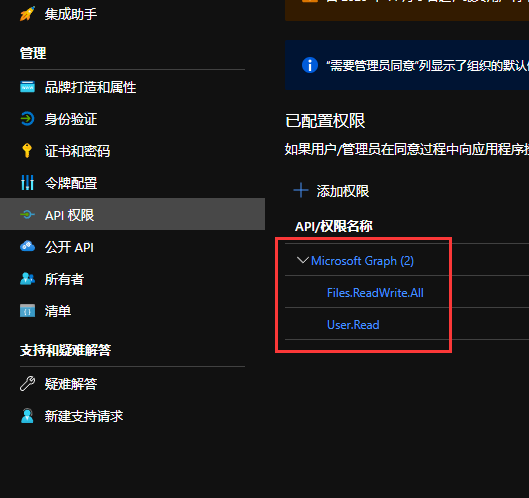 集成助手
管理
品牌打造和属性
身份验证
证书和密码
令牌配置
API 权限
公开 API
所有者
清单
支持和疑难解答
疑难解答
新建支持请求
“需要管理员同意”列显示了组织的默认
已配置权限
如果用户/管理员在同意过程中向应用程序
添加权限
API/权限名称
Microsoft Graph (2)
Files.ReadWrite.All
User.Read